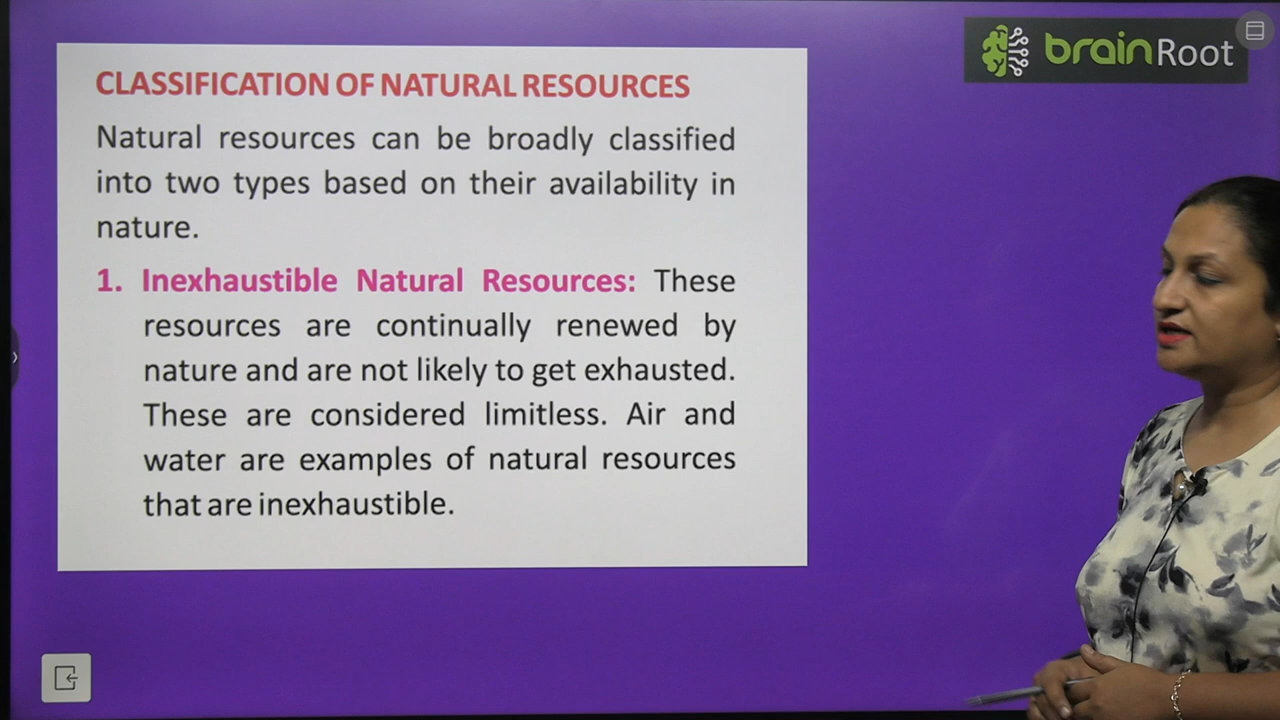 brainRoot
CLASSIFICATION OF NATURAL RESOURCES
Natural resources can be broadly classified
into two types based on their availability in
nature.
1. Inexhaustible Natural Resources: These
resources are continually renewed by
nature and are not likely to get exhausted.
These are considered limitless. Air and
water are examples of natural resources
that are inexhaustible.